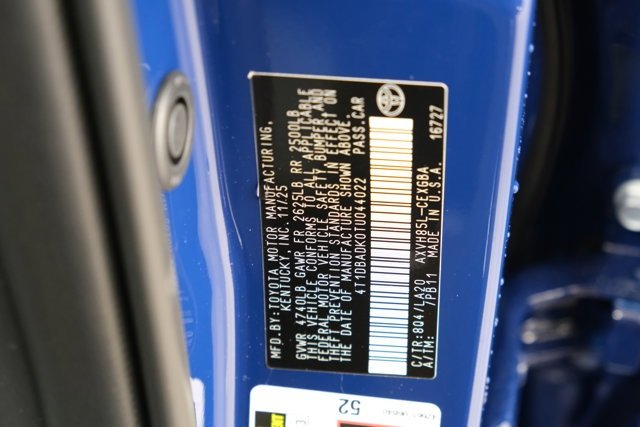 MFD.BY:TOYOTA MOTOR MANUFACTURING,
KENTUCKY, INC. 11/25
GVWR 4740LB GAWR FR 2625LB RR 2500LB
THIS VEHICLE CONFORMS TO ALL APPLICABLE
FEDERAL MOTOR VEHICLE SAFETY, BUMPER, AND
THEFT PREVENTION STANDARDS IN EFFECT ON
THE DATE OF MANUFACTURE SHOWN ABOVE.
4T1DBADK0TU044022 PASS.CAR
C/TR:8Q4/LA20 AXVH85L-CEXGBA
A/TM: 7PB11 MADE IN U.S.A. 16727
52